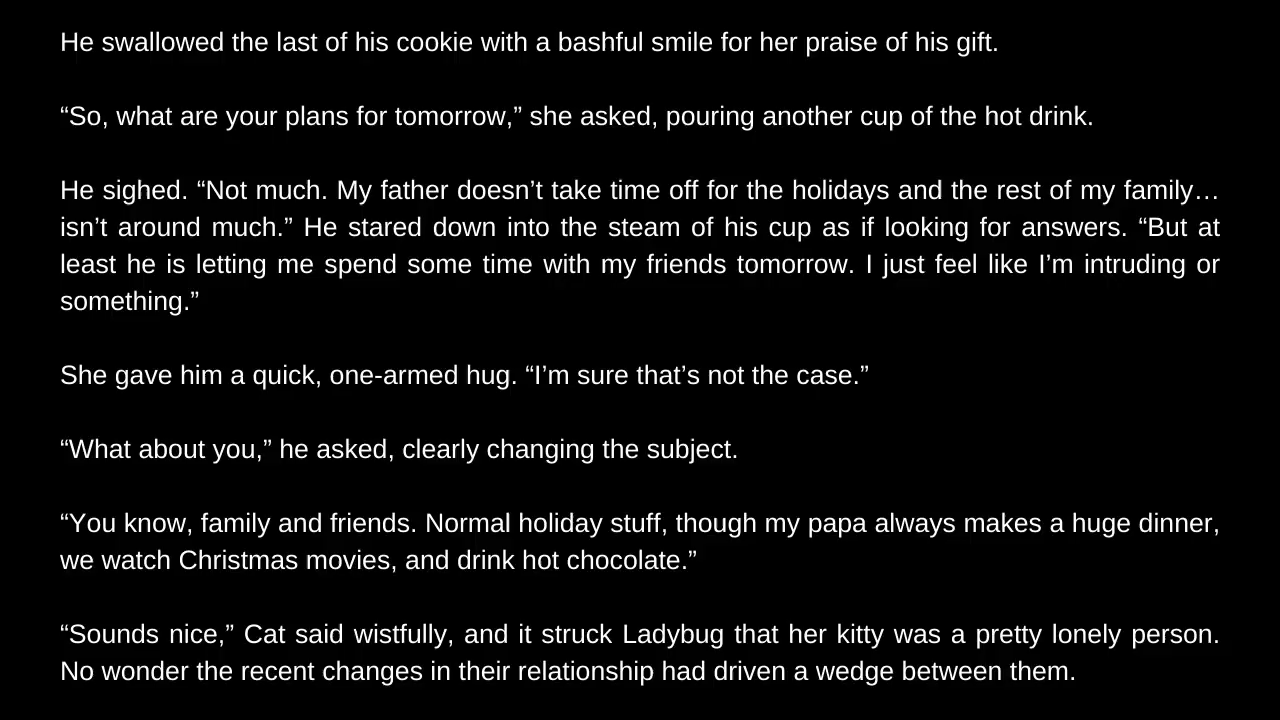 He swallowed the last of his cookie with a bashful smile for her praise of his gift.
“So, what are your plans for tomorrow,” she asked, pouring another cup of the hot drink.
He sighed. “Not much. My father doesn’t take time off for the holidays and the rest of my family…
isn’t around much.” He stared down into the steam of his cup as if looking for answers. “But at
least he is letting me spend some time with my friends tomorrow. I just feel like I’m intruding or
something.”
She gave him a quick, one-armed hug. “I’m sure that’s not the case.”
“What about you,” he asked, clearly changing the subject.
“You know, family and friends. Normal holiday stuff, though my papa always makes a huge dinner,
we watch Christmas movies, and drink hot chocolate.”
“Sounds nice,” Cat said wistfully, and it struck Ladybug that her kitty was a pretty lonely person.
No wonder the recent changes in their relationship had driven a wedge between them.